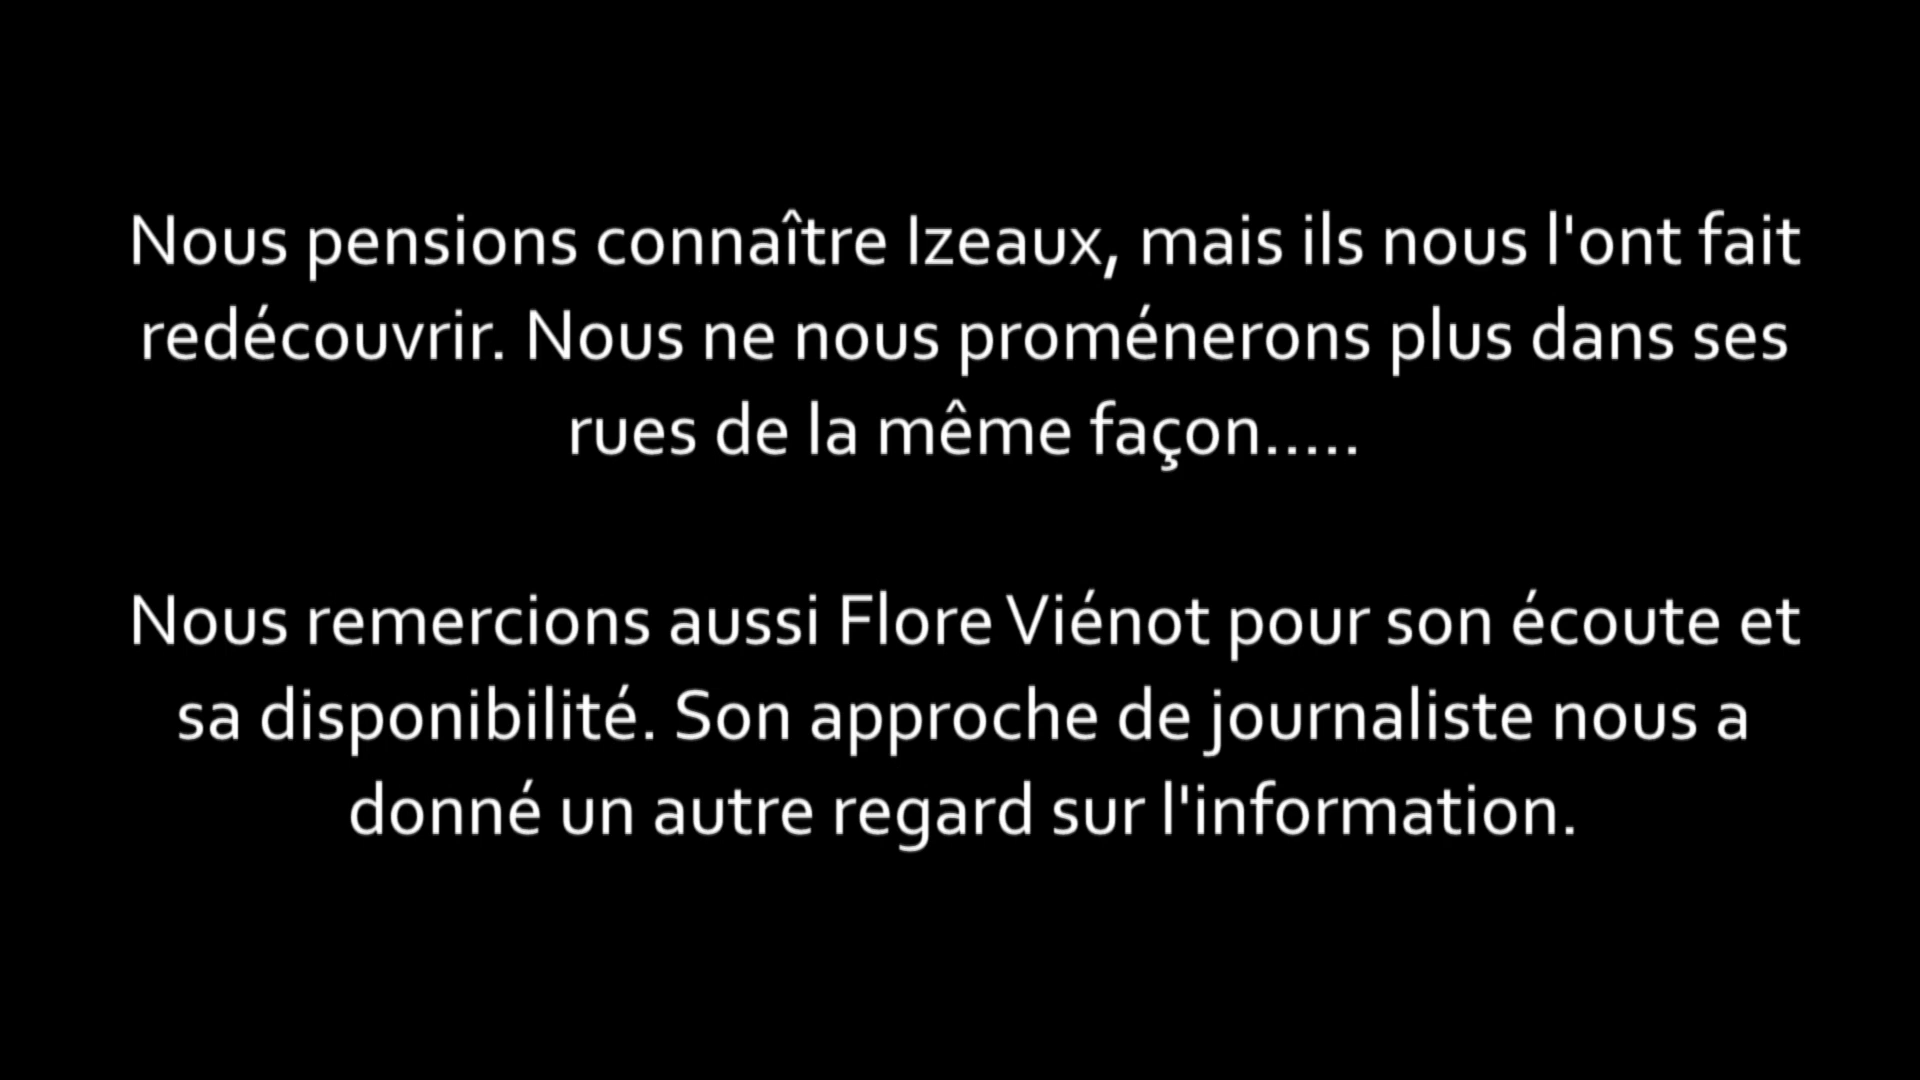 Nous pensions connaître Izeaux, mais ils nous l'ont fait
redécouvrir. Nous ne nous proménerons plus dans ses
rues de la même façon.....
Nous remercions aussi Flore Viénot pour son écoute et
sa disponibilité. Son approche de journaliste nous a
donné un autre regard sur l'information.